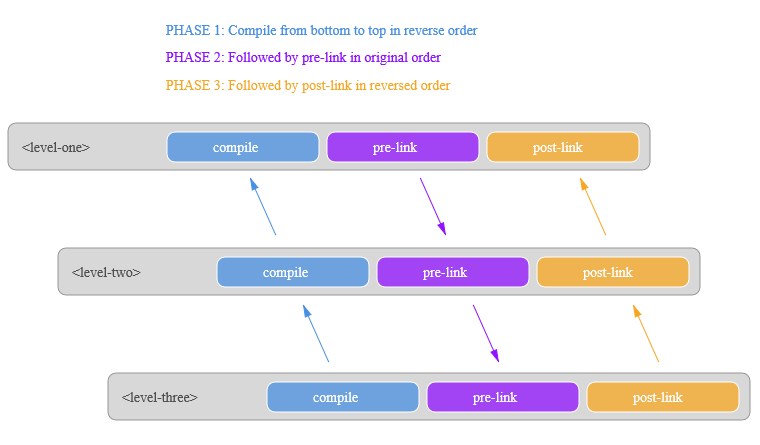 PHASE 1: Compile from bottom to top in reverse order
PHASE 2: Followed by pre-link in original order
PHASE 3: Followed by post-link in reversed order
<level-one> compile pre-link post-link
<level-two> compile pre-link post-link
<level-three> compile pre-link post-link